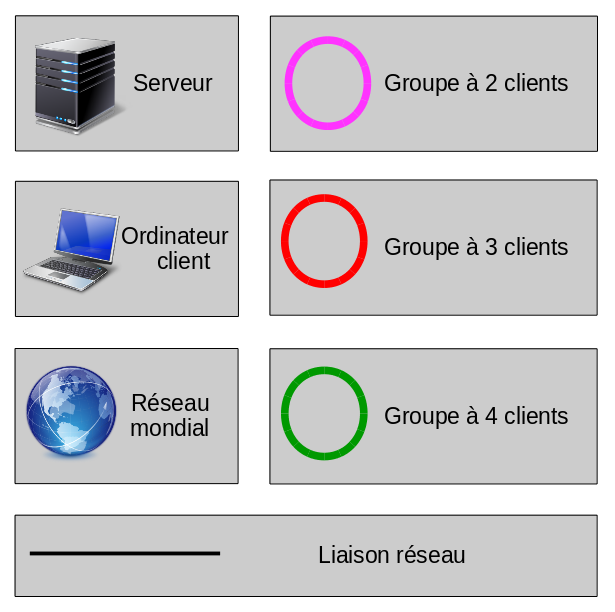 Serveur
Groupe à 2 clients
Ordinateur
client
Groupe à 3 clients
Réseau
mondial
Groupe à 4 clients
Liaison réseau